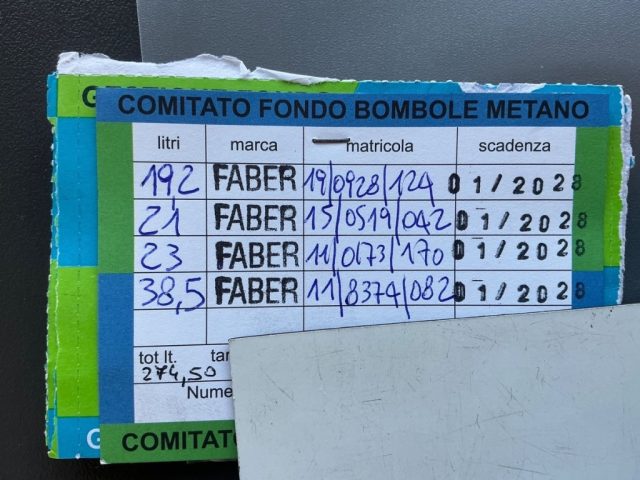 G
COMITATO FONDO BOMBOLE METANO
litri marca matricola scadenza
192 FABER 19/0928/124 01/2028
21 FABER 15/0519/042 01/2028
23 FABER 11/0173/170 01/2028
38,5 FABER 11/8374/082 01/2028
tot lt. tar
274,50
Nume
G COMITATO